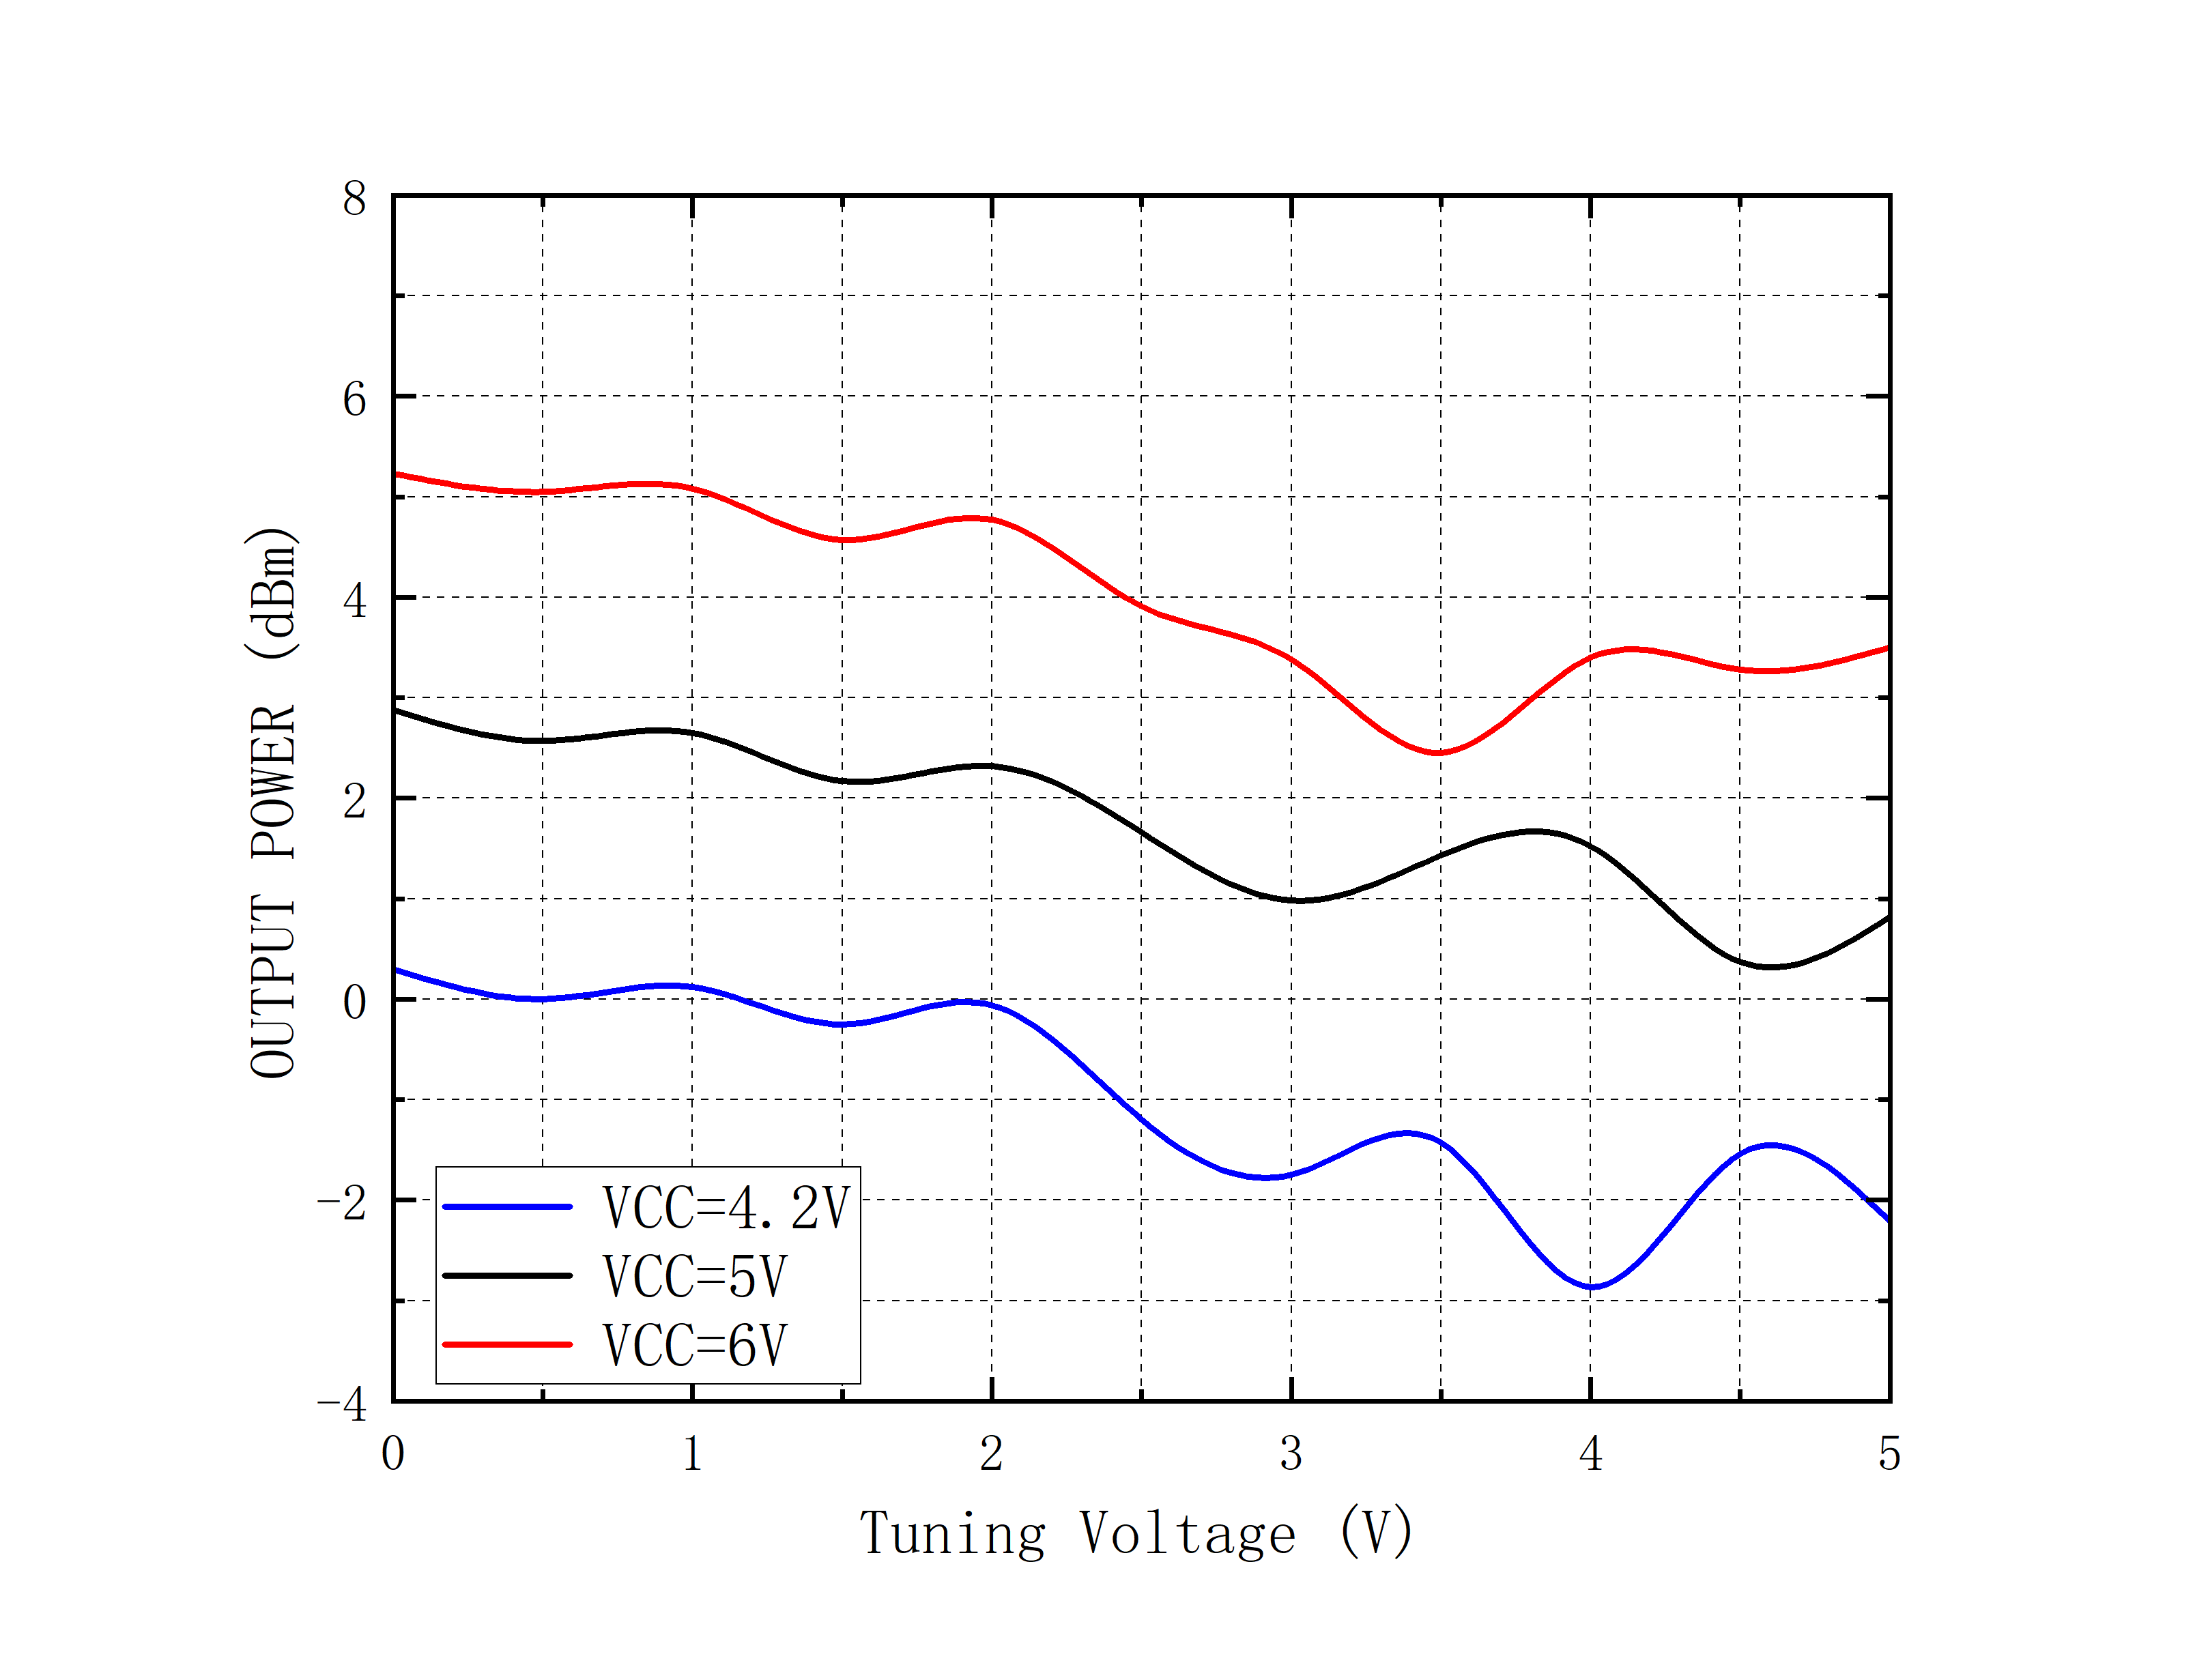 8
6
4
2
0
-2
-4
OUTPUT POWER (dBm)
VCC=4.2V
VCC=5V
VCC=6V
0 1 2 3 4 5
Tuning Voltage (V)